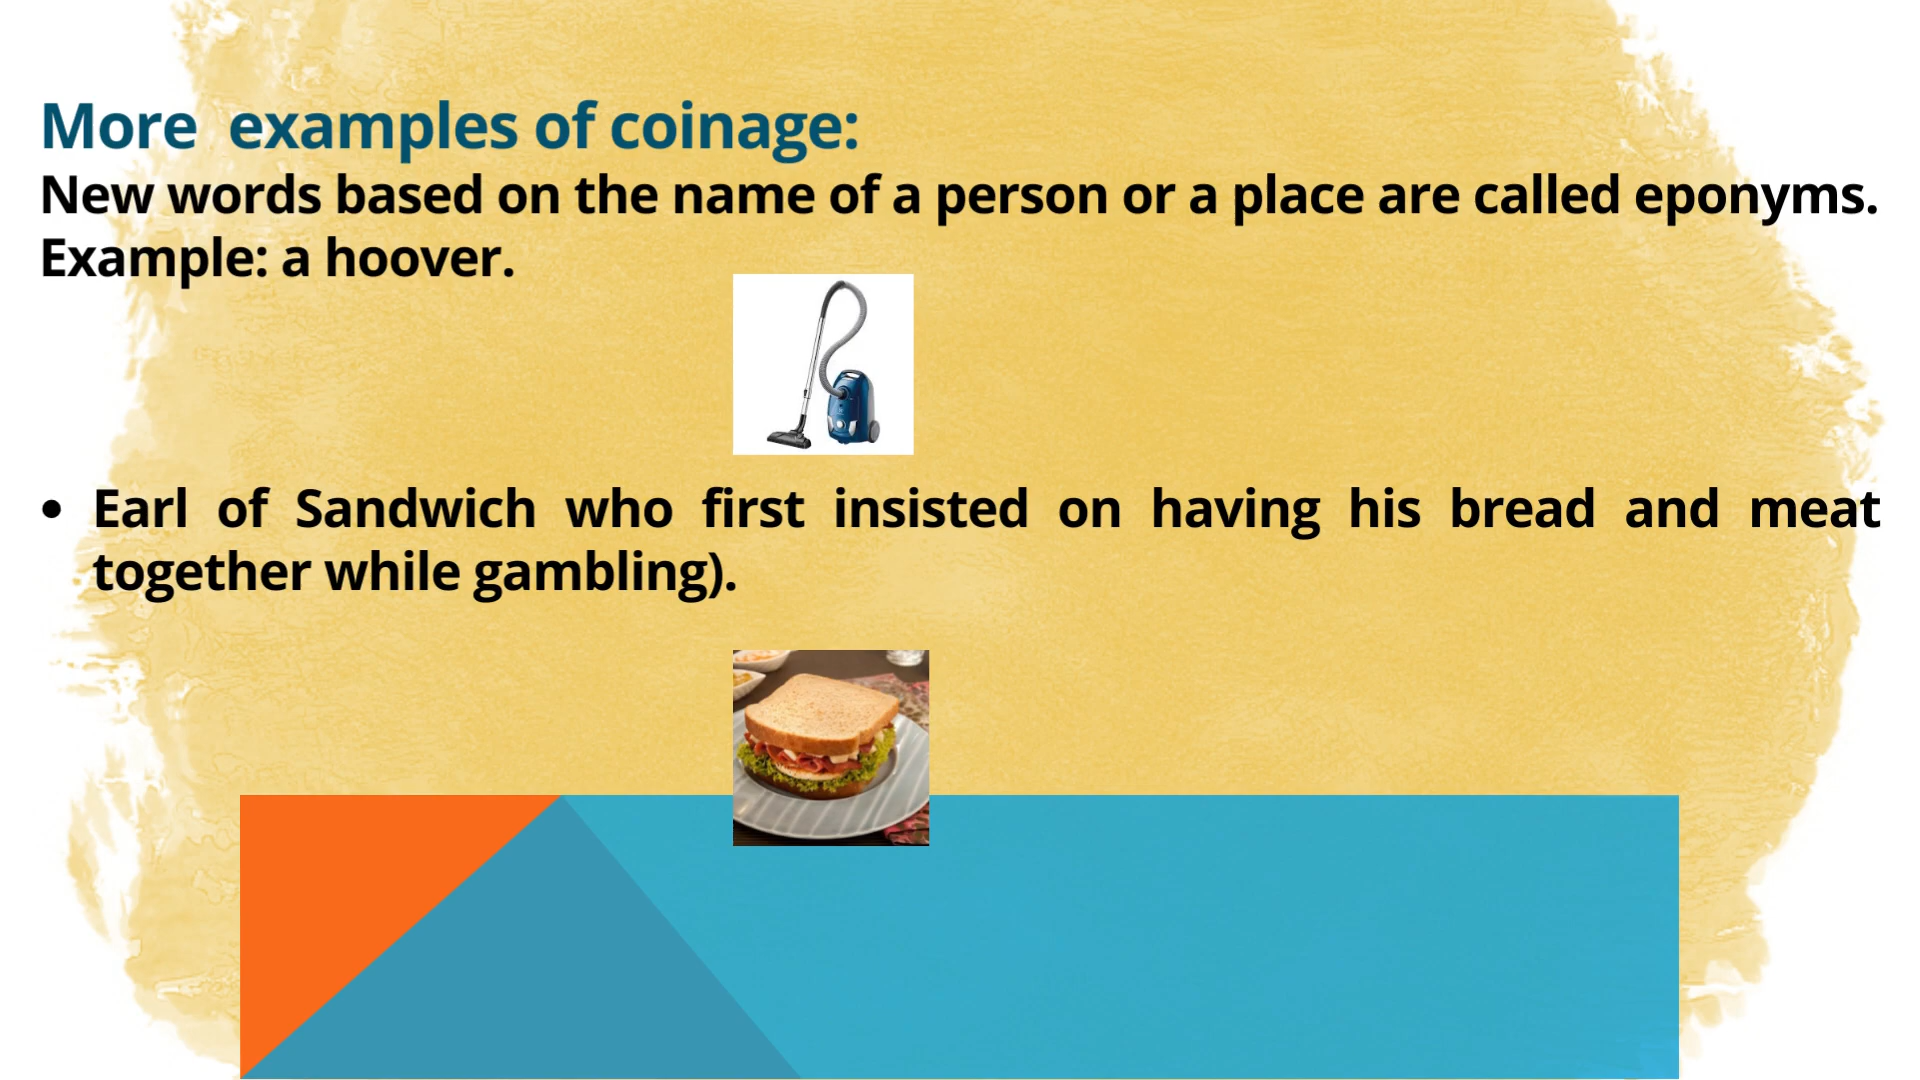 More  examples of coinage:
New words based on the name of a person or a place are called eponyms.
Example: a hoover.
• Earl of Sandwich who first insisted on having his bread and meat
together while gambling).